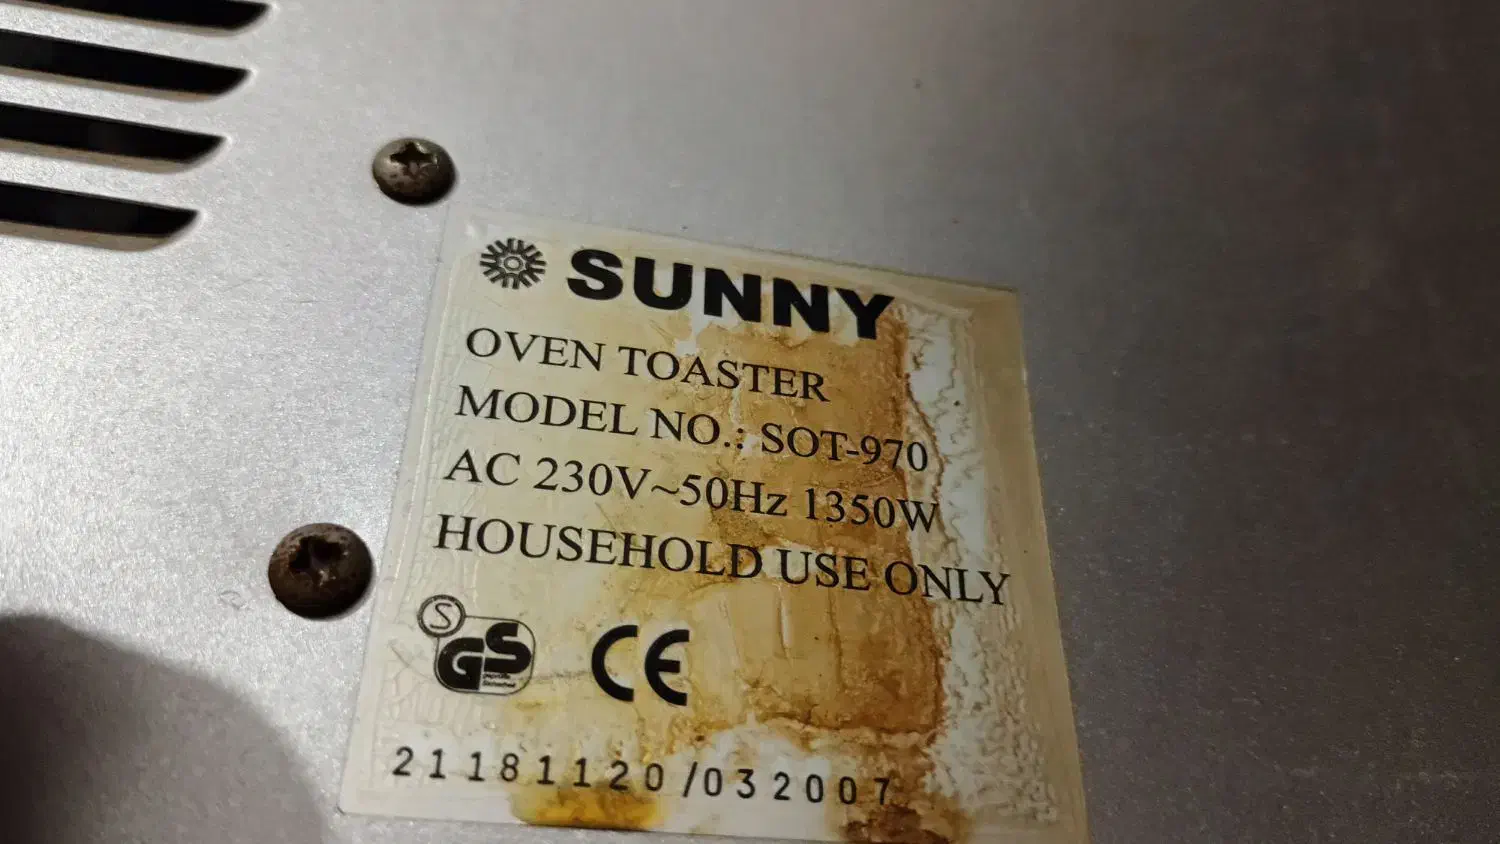 SUNNY
OVEN TOASTER
MODEL NO.: SOT-970
AC 230V~50Hz 1350W
HOUSEHOLD USE ONLY
S
GS
CE
21181120/032007